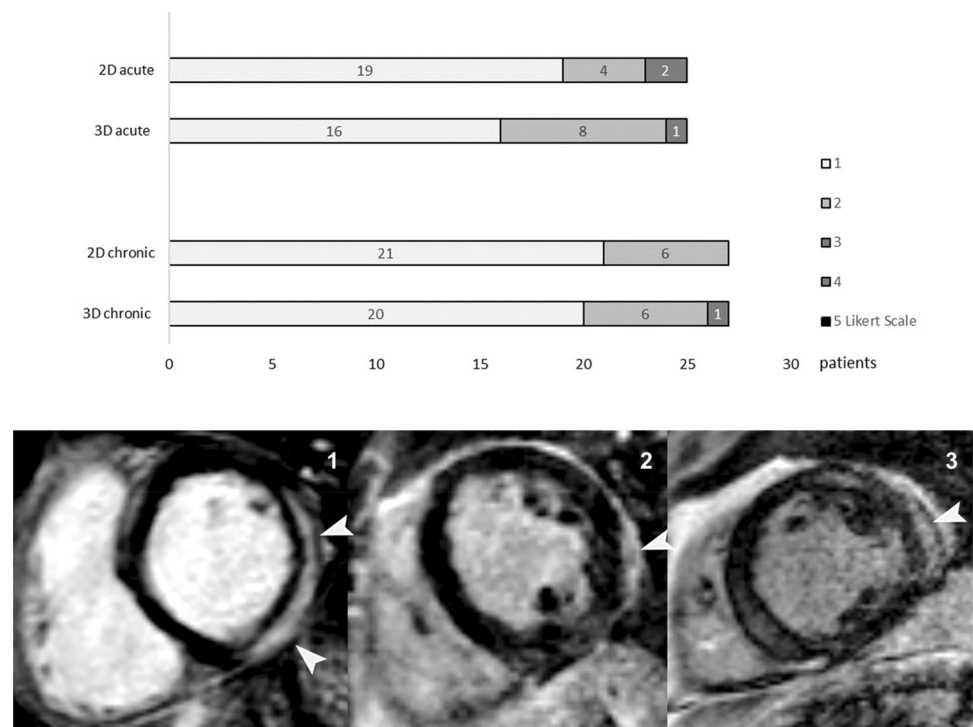 2D acute 19 4 2
3D acute 16 8 1
1
2
2D chronic 21 6
3
4
3D chronic 20 6 1
5 Likert Scale
0 5 10 15 20 25 30 patients
1 2 3